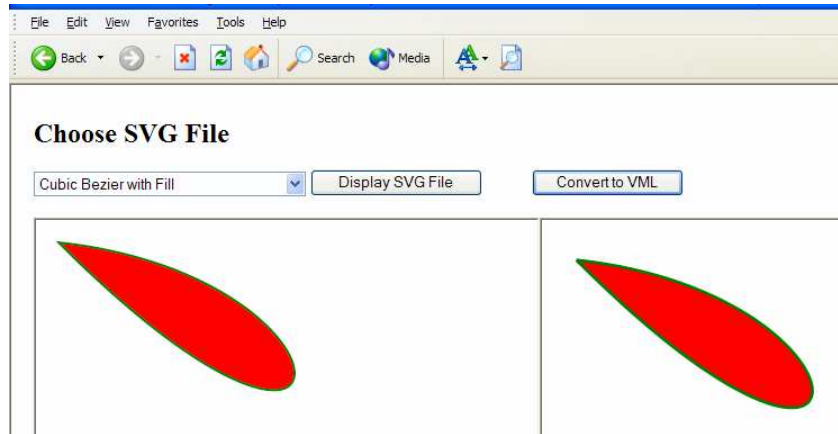 File Edit View Favorites Tools Help
Back Search Media
Choose SVG File
Cubic Bezier with Fill Display SVG File Convert to VML